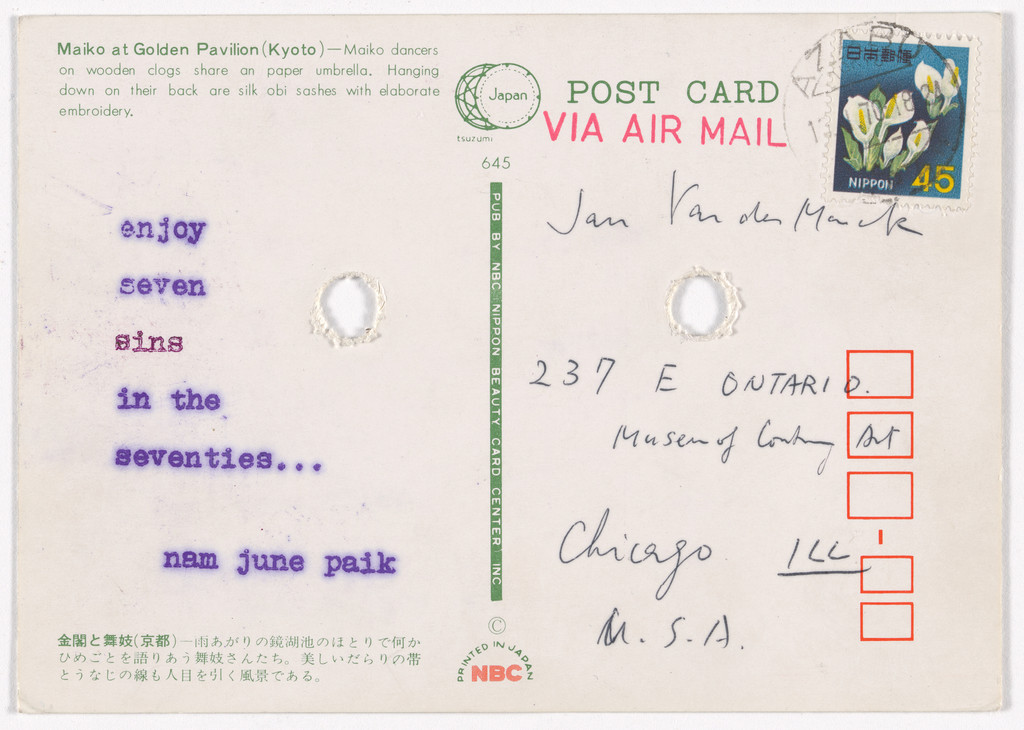 Maiko at Golden Pavilion(Kyoto)—Maiko dancers
on wooden clogs share an paper umbrella. Hanging
down on their back are silk obi sashes with elaborate
embroidery.
Japan
tsuzumi
645
POST CARD
VIA AIR MAIL
AZABU
日本郵便
NIPPON 45
enjoy
seven
sins
in the
seventies...
nam june paik
PUB BY NBC NIPPON BEAUTY CARD CENTER INC
Jan Van der Marck
237 E ONTARIO.
Museum of Contemy Art
Chicago ILL
U.S.A.
金閣と舞妓(京都)—雨あがりの鏡湖池のほとりで何か
ひめごとを語りあう舞妓さんたち。美しいだらりの帯
とうなじの線も人目を引く風景である。
©
PRINTED IN JAPAN
NBC